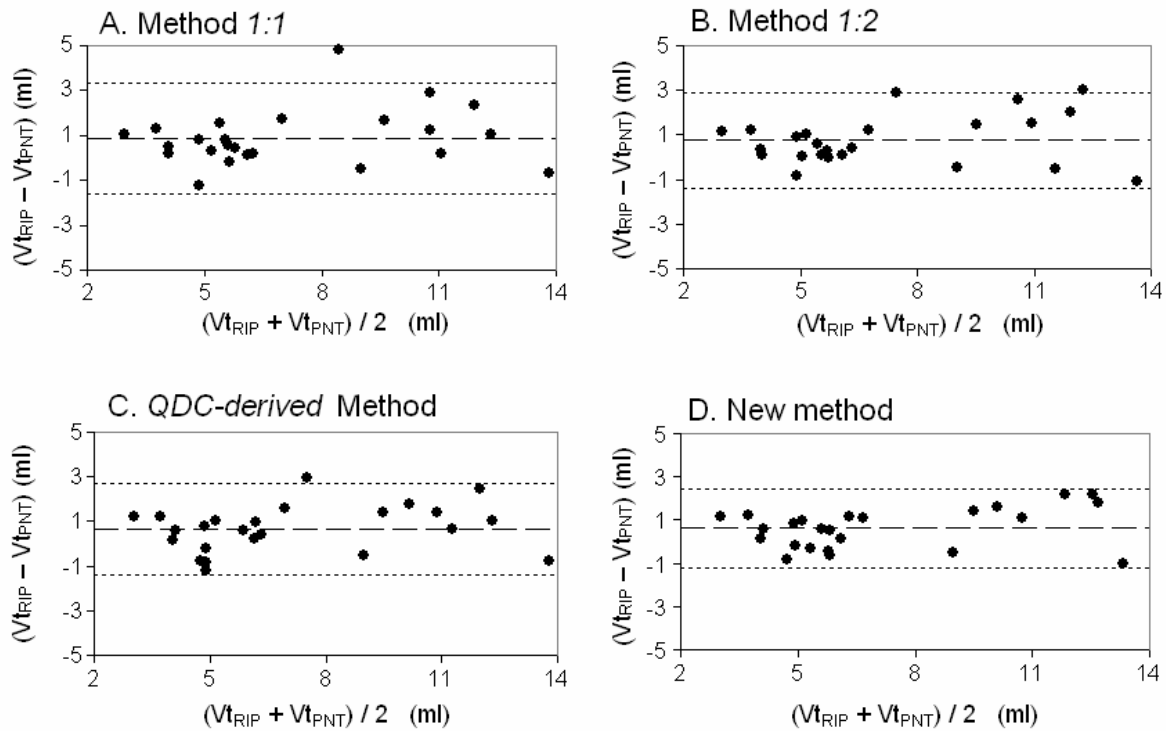 A. Method 1:1
(VtRIP – VtPNT) (ml)
5
3
1
-1
-3
-5
2 5 8 11 14
(VtRIP + VtPNT) / 2 (ml)
B. Method 1:2
(VtRIP – VtPNT) (ml)
5
3
1
-1
-3
-5
2 5 8 11 14
(VtRIP + VtPNT) / 2 (ml)
C. QDC-derived Method
(VtRIP – VtPNT) (ml)
5
3
1
-1
-3
-5
2 5 8 11 14
(VtRIP + VtPNT) / 2 (ml)
D. New method
(VtRIP – VtPNT) (ml)
5
3
1
-1
-3
-5
2 5 8 11 14
(VtRIP + VtPNT) / 2 (ml)